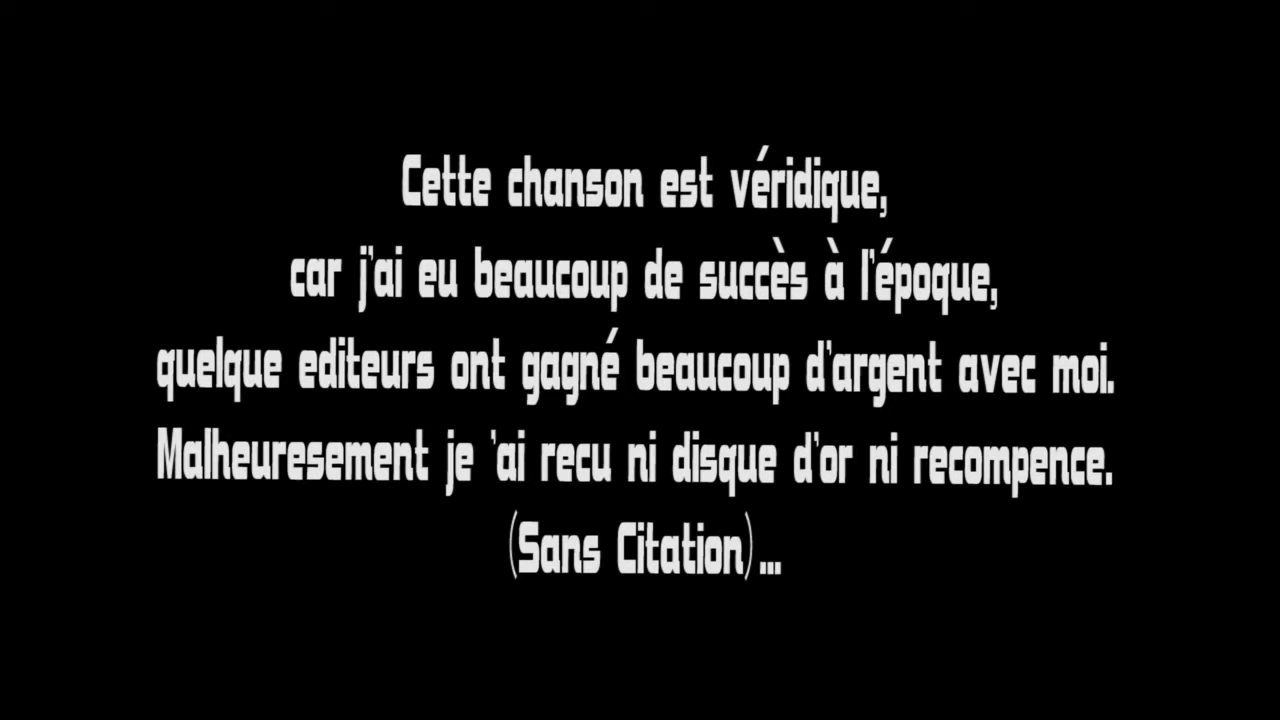 Cette chanson est véridique,
car j'ai eu beaucoup de succès à l'époque,
quelque editeurs ont gagné beaucoup d'argent avec moi.
Malheuresement je 'ai recu ni disque d'or ni recompence.
(Sans Citation)...